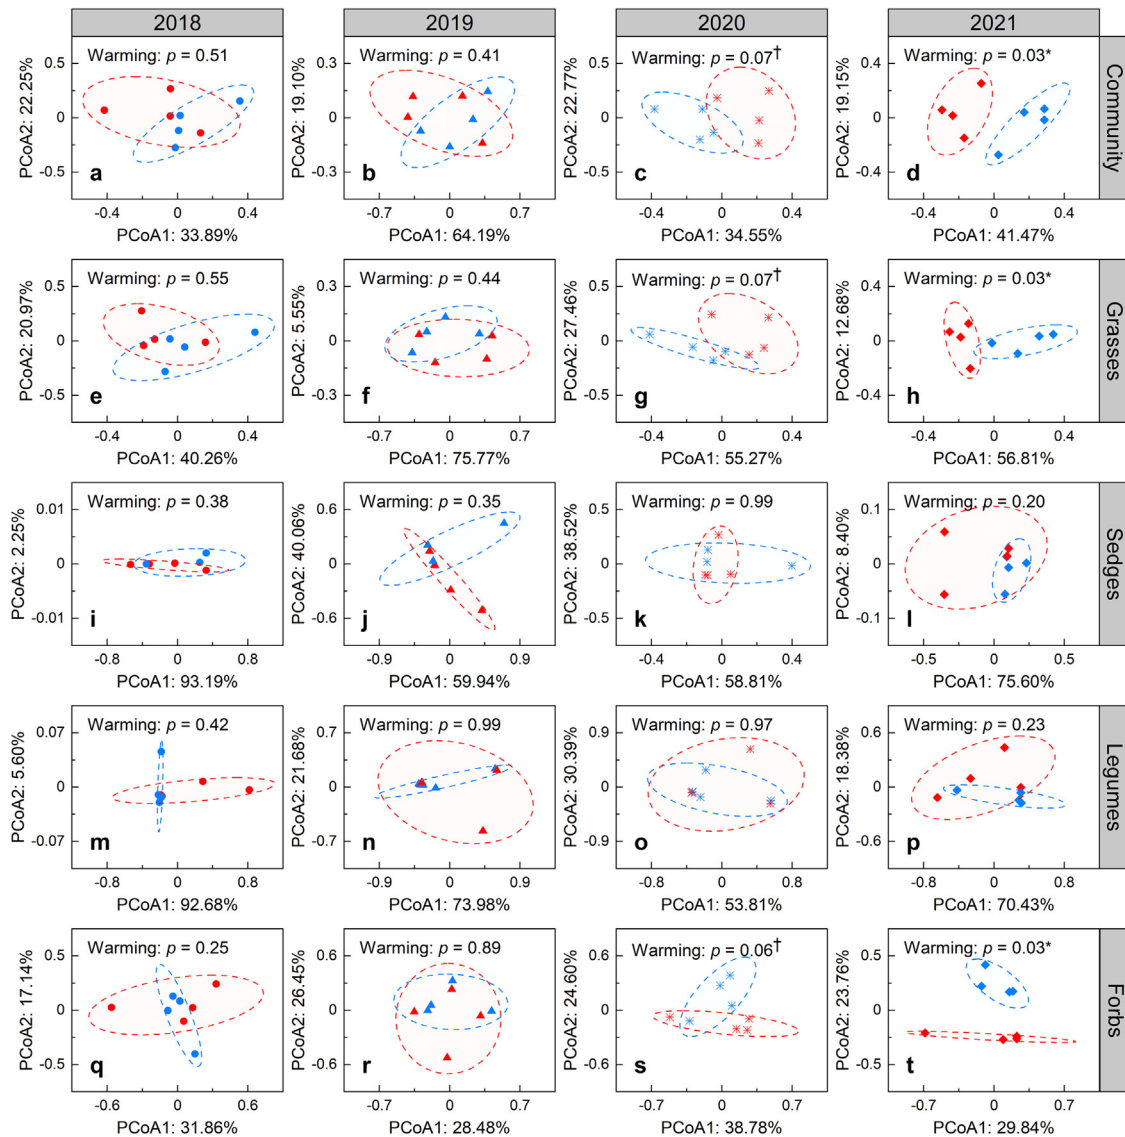 2018
2019
2020
2021
Warming: p = 0.51
0.5
0
-0.5
PCoA2: 22.25%
a
-0.4 0 0.4
PCoA1: 33.89%
Warming: p = 0.41
0.3
0
-0.3
PCoA2: 19.10%
b
-0.7 0 0.7
PCoA1: 64.19%
Warming: p = 0.07†
0.5
0
-0.5
PCoA2: 22.77%
c
-0.4 0 0.4
PCoA1: 34.55%
Warming: p = 0.03*
0.4
0
-0.4
PCoA2: 19.15%
d
-0.4 0 0.4
PCoA1: 41.47%
Community
Warming: p = 0.55
0.5
0
-0.5
PCoA2: 20.97%
e
-0.4 0 0.4
PCoA1: 40.26%
Warming: p = 0.44
0.3
0
-0.3
PCoA2: 5.55%
f
-0.7 0 0.7
PCoA1: 75.77%
Warming: p = 0.07†
0.5
0
-0.5
PCoA2: 27.46%
g
-0.4 0 0.4
PCoA1: 55.27%
Warming: p = 0.03*
0.4
0
-0.4
PCoA2: 12.68%
h
-0.4 0 0.4
PCoA1: 56.81%
Grasses
Warming: p = 0.38
0.01
0
-0.01
PCoA2: 2.25%
i
-0.8 0 0.8
PCoA1: 93.19%
Warming: p = 0.35
0.6
0
-0.6
PCoA2: 40.06%
j
-0.9 0 0.9
PCoA1: 59.94%
Warming: p = 0.99
0.5
0
-0.5
PCoA2: 38.52%
k
-0.4 0 0.4
PCoA1: 58.81%
Warming: p = 0.20
0.1
0
-0.1
PCoA2: 8.40%
l
-0.5 0 0.5
PCoA1: 75.60%
Sedges
Warming: p = 0.42
0.07
0
-0.07
PCoA2: 5.60%
m
-0.8 0 0.8
PCoA1: 92.68%
Warming: p = 0.99
0.7
0
-0.7
PCoA2: 21.68%
n
-0.9 0 0.9
PCoA1: 73.98%
Warming: p = 0.97
0.9
0
-0.9
PCoA2: 30.39%
o
-0.8 0 0.8
PCoA1: 53.81%
Warming: p = 0.23
0.6
0
-0.6
PCoA2: 18.38%
p
-0.8 0 0.8
PCoA1: 70.43%
Legumes
Warming: p = 0.25
0.5
0
-0.5
PCoA2: 17.14%
q
-0.6 0 0.6
PCoA1: 31.86%
Warming: p = 0.89
0.6
0
-0.6
PCoA2: 26.45%
r
-0.7 0 0.7
PCoA1: 28.48%
Warming: p = 0.06†
0.6
0
-0.6
PCoA2: 24.60%
s
-0.7 0 0.7
PCoA1: 38.78%
Warming: p = 0.03*
0.5
0
-0.5
PCoA2: 23.76%
t
-0.7 0 0.7
PCoA1: 29.84%
Forbs